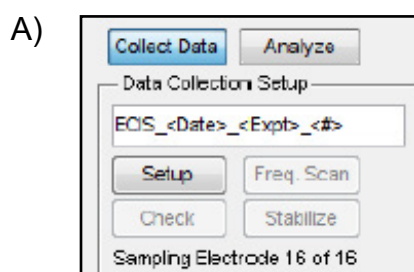 A)
Collect Data Analyze
Data Collection Setup
ECIS_<Date>_<Expt>_<#>
Setup Freq. Scan
Check Stabilize
Sampling Electrode 16 of 16